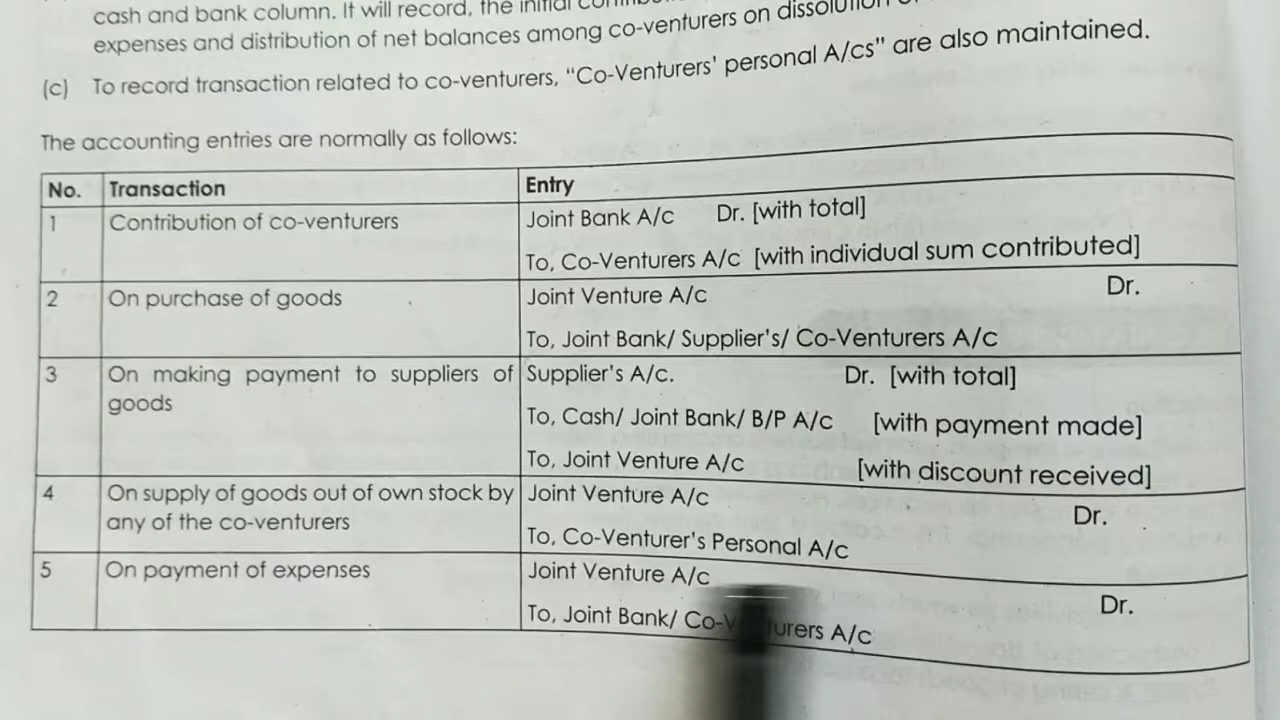 cash and bank column. It will record, the initial
expenses and distribution of net balances among co-venturers on dissolution
(c) To record transaction related to co-venturers, "Co-Venturers' personal A/cs" are also maintained.
The accounting entries are normally as follows:
No. Transaction Entry
1 Contribution of co-venturers Joint Bank A/c Dr. [with total]
To, Co-Venturers A/c [with individual sum contributed]
2 On purchase of goods Joint Venture A/c Dr.
To, Joint Bank/ Supplier's/ Co-Venturers A/c
3 On making payment to suppliers of Supplier's A/c. Dr. [with total]
goods
To, Cash/ Joint Bank/ B/P A/c [with payment made]
To, Joint Venture A/c [with discount received]
4 On supply of goods out of own stock by Joint Venture A/c Dr.
any of the co-venturers
To, Co-Venturer's Personal A/c
5 On payment of expenses Joint Venture A/c Dr.
To, Joint Bank/ Co-Venturers A/c